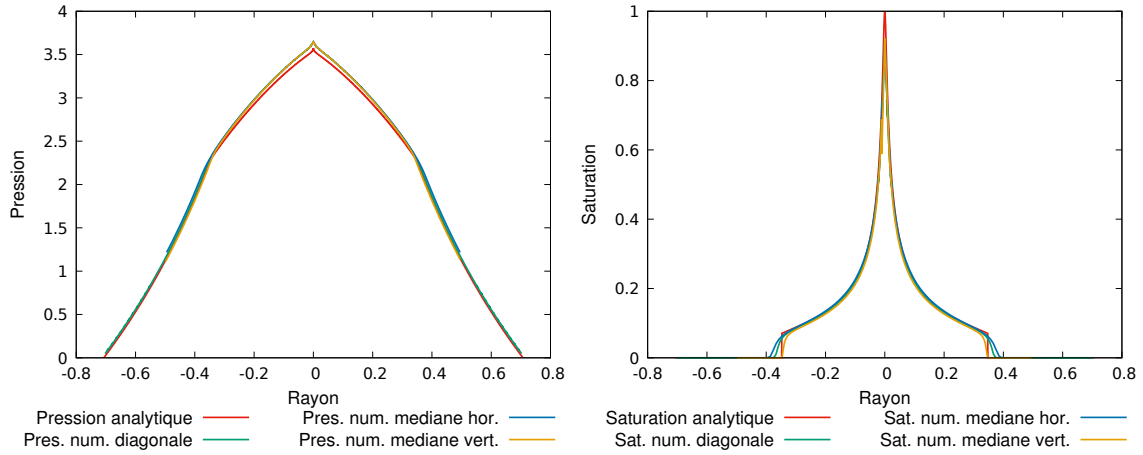 4
3.5
3
2.5
2
1.5
1
0.5
0
Pression
-0.8 -0.6 -0.4 -0.2 0 0.2 0.4 0.6 0.8
Rayon
Pression analytique
Pres. num. mediane hor.
Pres. num. diagonale
Pres. num. mediane vert.
1
0.8
0.6
0.4
0.2
0
Saturation
-0.8 -0.6 -0.4 -0.2 0 0.2 0.4 0.6 0.8
Rayon
Saturation analytique
Sat. num. mediane hor.
Sat. num. diagonale
Sat. num. mediane vert.